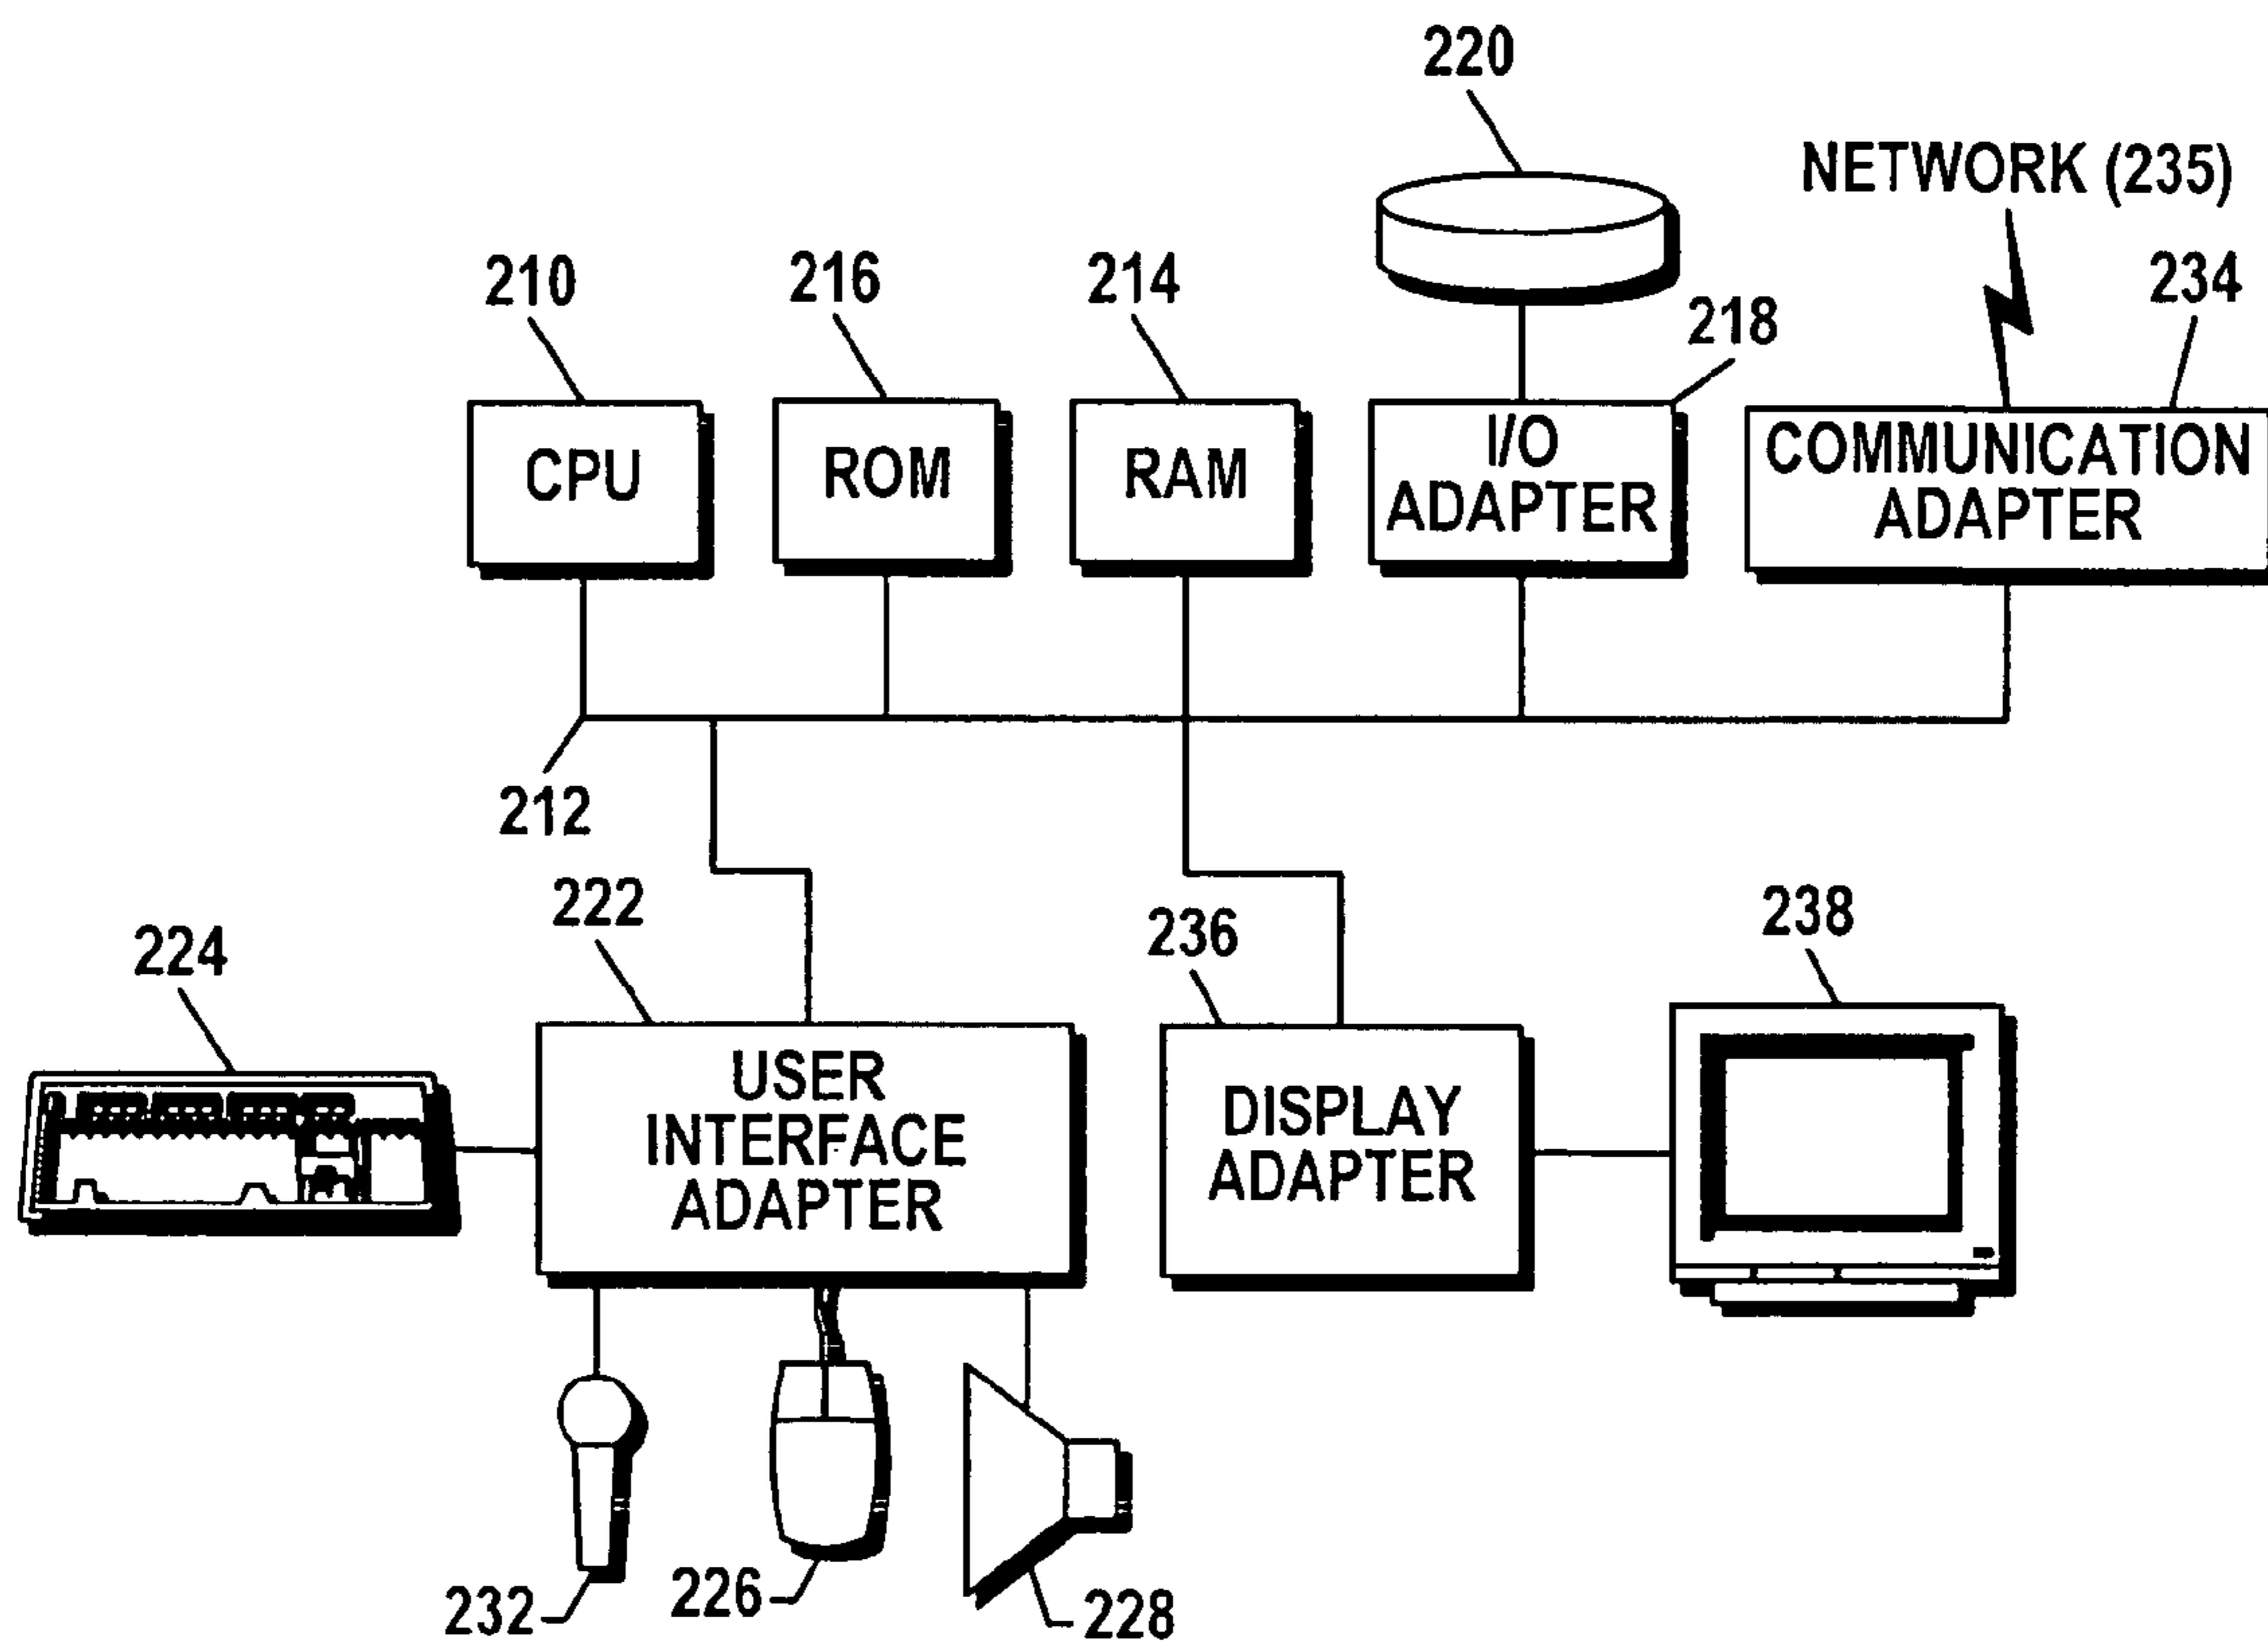 220
NETWORK (235)
210
216
214
218
234
CPU
ROM
RAM
I/O
ADAPTER
COMMUNICATION
ADAPTER
212
222
224
236
238
USER
INTERFACE
ADAPTER
DISPLAY
ADAPTER
232
226
228